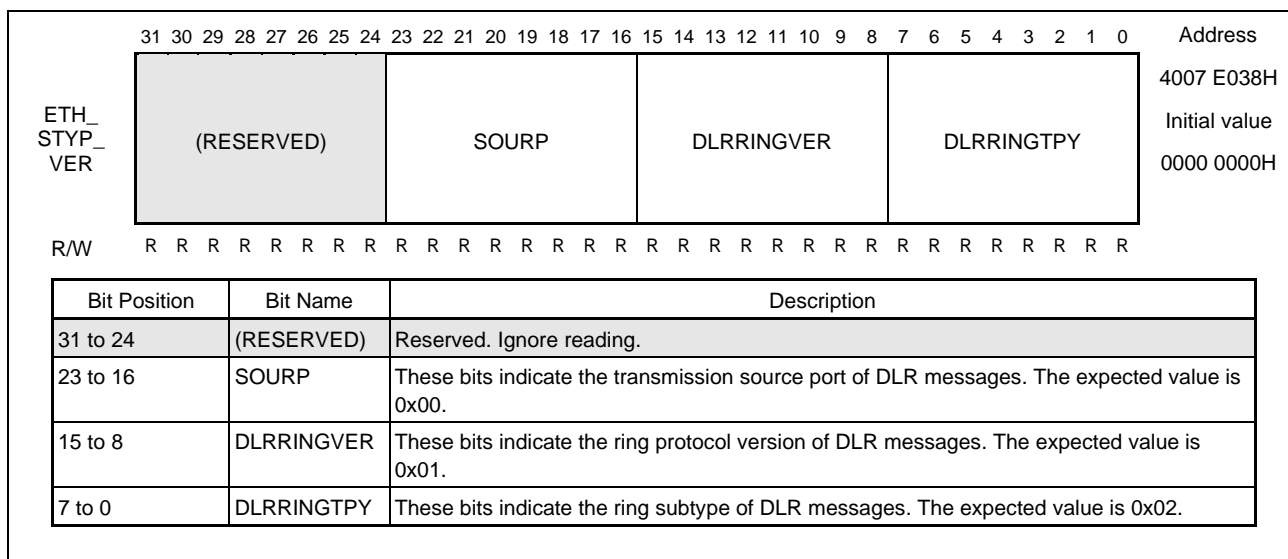 31 30 29 28 27 26 25 24 23 22 21 20 19 18 17 16 15 14 13 12 11 10 9 8 7 6 5 4 3 2 1 0 Address
4007 E038H
ETH_
STYP_
VER
(RESERVED) SOURP DLRRINGVER DLRRINGTPY
Initial value
0000 0000H
R/W R R R R R R R R R R R R R R R R R R R R R R R R R R R R R R R R
Bit Position Bit Name Description
31 to 24 (RESERVED) Reserved. Ignore reading.
23 to 16 SOURP These bits indicate the transmission source port of DLR messages. The expected value is
0x00.
15 to 8 DLRRINGVER These bits indicate the ring protocol version of DLR messages. The expected value is
0x01.
7 to 0 DLRRINGTPY These bits indicate the ring subtype of DLR messages. The expected value is 0x02.